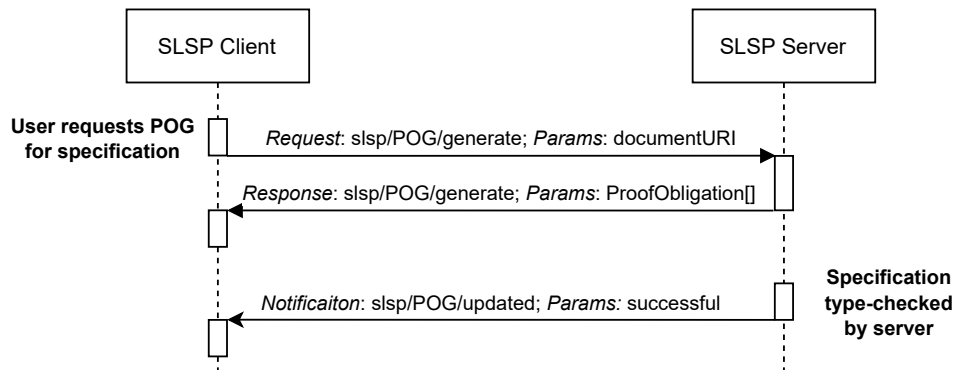 SLSP Client
SLSP Server
User requests POG
for specification
Request: slsp/POG/generate; Params: documentURI
Response: slsp/POG/generate; Params: ProofObligation[]
Specification
type-checked
by server
Notificaiton: slsp/POG/updated; Params: successful